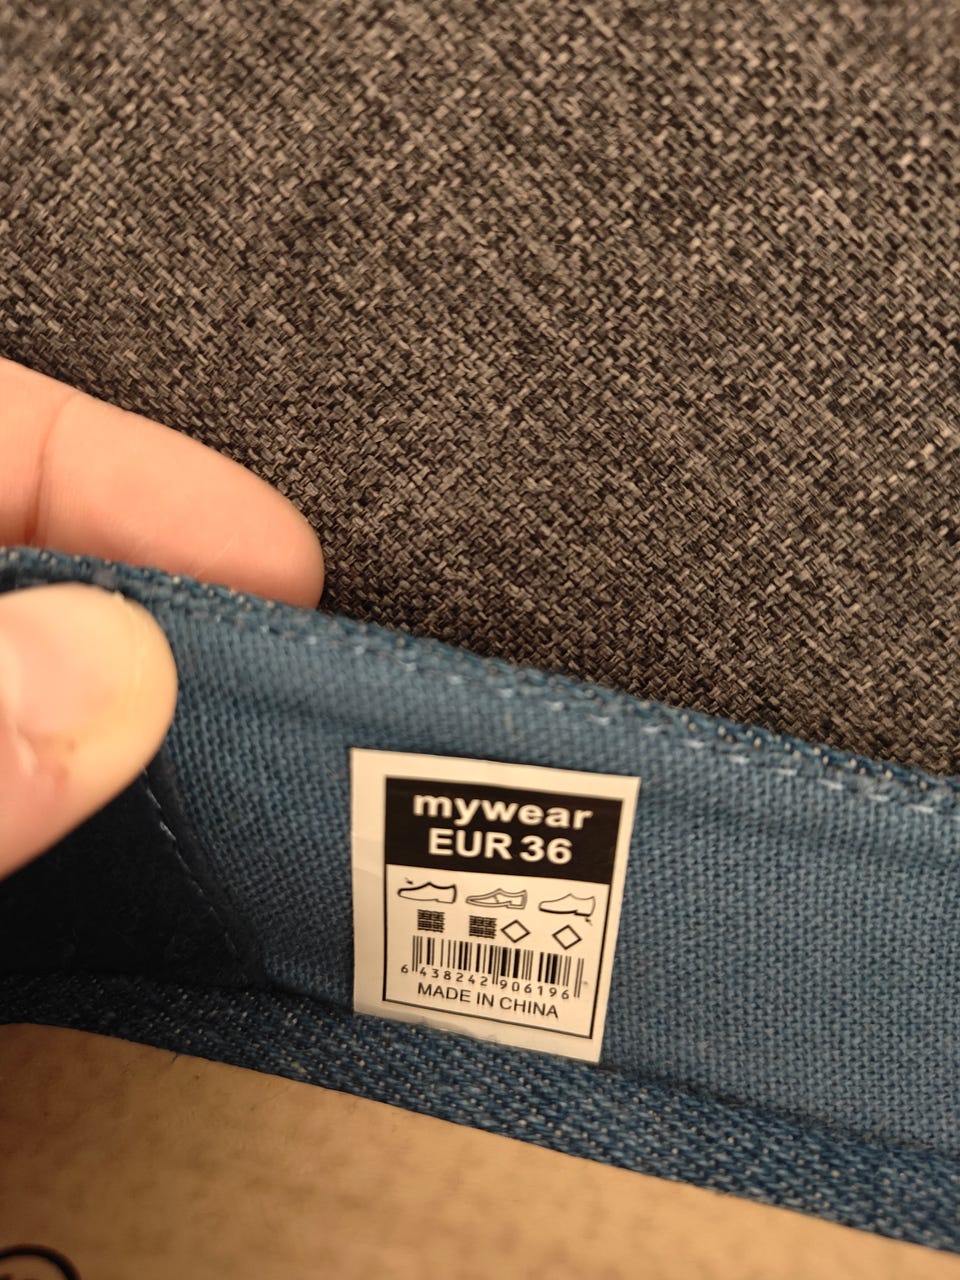 mywear
EUR 36
6 438242 906196
MADE IN CHINA